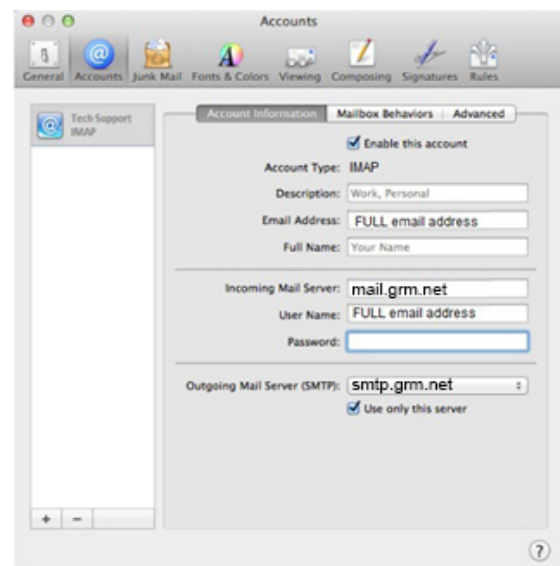 Accounts
General Accounts Junk Mail Fonts & Colors Viewing Composing Signatures Rules
Tech Support
IMAP
Account Information Mailbox Behaviors Advanced
Enable this account
Account Type: IMAP
Description: Work, Personal
Email Address: FULL email address
Full Name: Your Name
Incoming Mail Server: mail.grm.net
User Name: FULL email address
Password:
Outgoing Mail Server (SMTP): smtp.grm.net
Use only this server
+ −
?